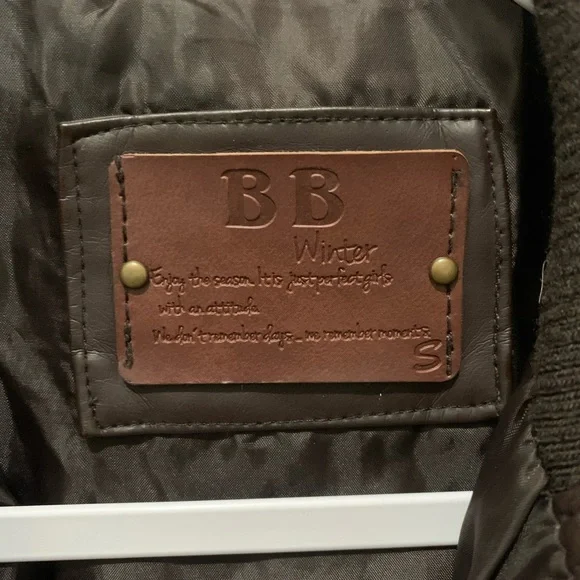 BB
Winter
Enjoy the season. It is just perfect girls
with an attitude.
We don't remember days... we remember moments
S